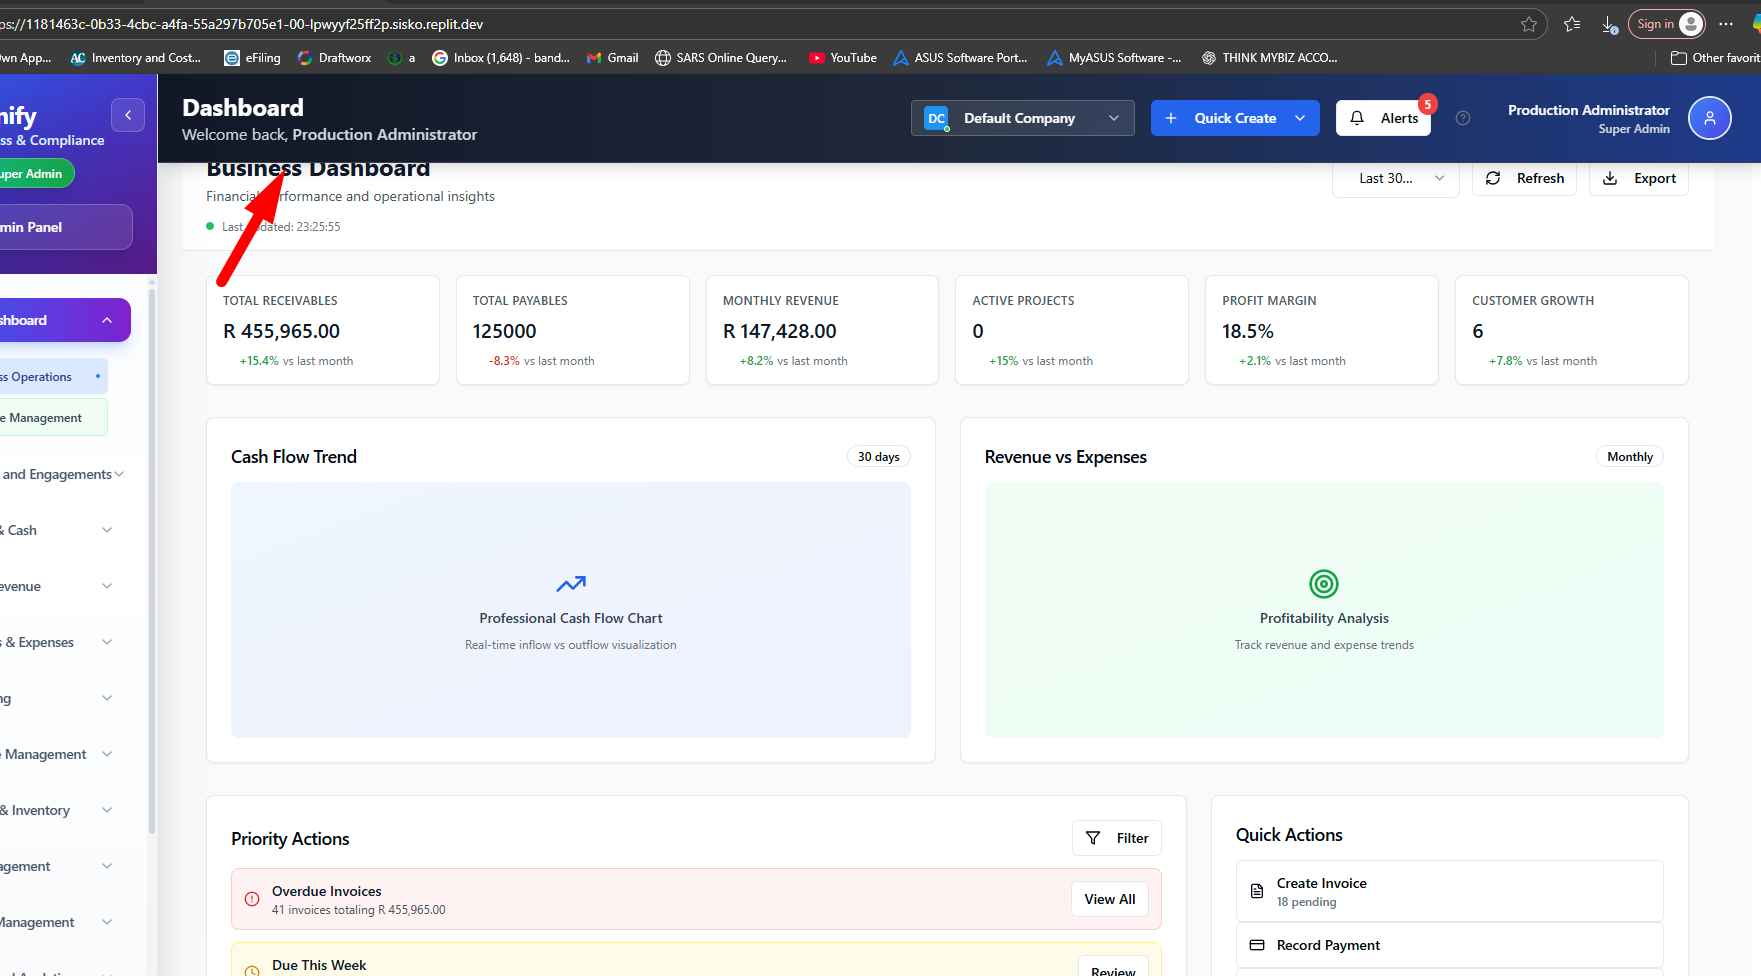 ps://1181463c-0b33-4cbc-a4fa-55a297b705e1-00-lpwyyf25ff2p.sisko.replit.dev
Sign in
wn App...
AC Inventory and Cost...
eFiling
Draftworx
a
Inbox (1,648) - band...
Gmail
SARS Online Query...
YouTube
ASUS Software Port...
MyASUS Software -...
THINK MYBIZ ACCO...
Other favorit
nify
ss & Compliance
uper Admin
min Panel
Dashboard
Welcome back, Production Administrator
DC Default Company
+ Quick Create
Alerts
5
Production Administrator
Super Admin
Business Dashboard
Financial performance and operational insights
Last updated: 23:25:55
Last 30...
Refresh
Export
shboard
ss Operations
e Management
and Engagements
& Cash
evenue
s & Expenses
ng
e Management
& Inventory
agement
Management
TOTAL RECEIVABLES
R 455,965.00
+15.4% vs last month
TOTAL PAYABLES
125000
-8.3% vs last month
MONTHLY REVENUE
R 147,428.00
+8.2% vs last month
ACTIVE PROJECTS
0
+15% vs last month
PROFIT MARGIN
18.5%
+2.1% vs last month
CUSTOMER GROWTH
6
+7.8% vs last month
Cash Flow Trend
30 days
Professional Cash Flow Chart
Real-time inflow vs outflow visualization
Revenue vs Expenses
Monthly
Profitability Analysis
Track revenue and expense trends
Priority Actions
Filter
Overdue Invoices
41 invoices totaling R 455,965.00
View All
Due This Week
Review
Quick Actions
Create Invoice
18 pending
Record Payment